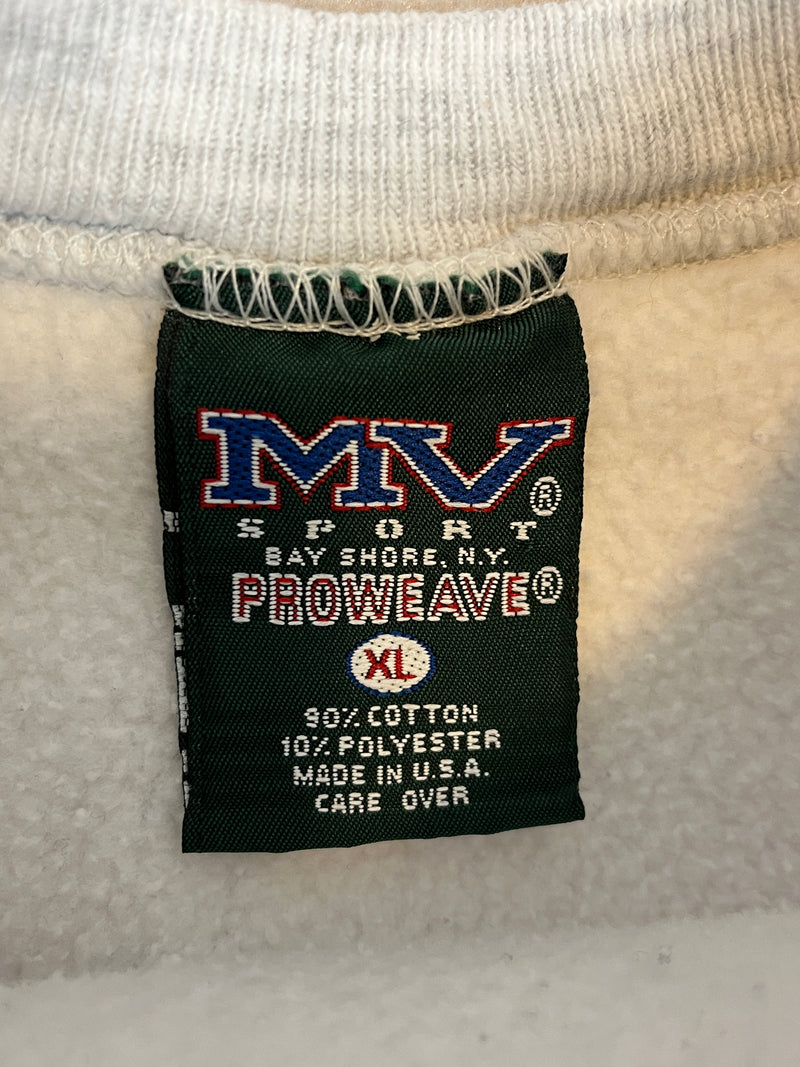 MV®
SPORT
BAY SHORE, N.Y.
PROWEAVE®
XL
90% COTTON
10% POLYESTER
MADE IN U.S.A.
CARE OVER